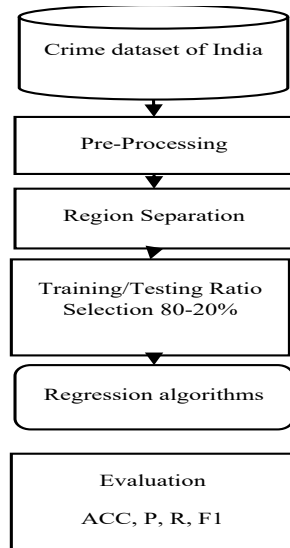 Crime dataset of India
Pre-Processing
Region Separation
Training/Testing Ratio
Selection 80-20%
Regression algorithms
Evaluation
ACC, P, R, F1